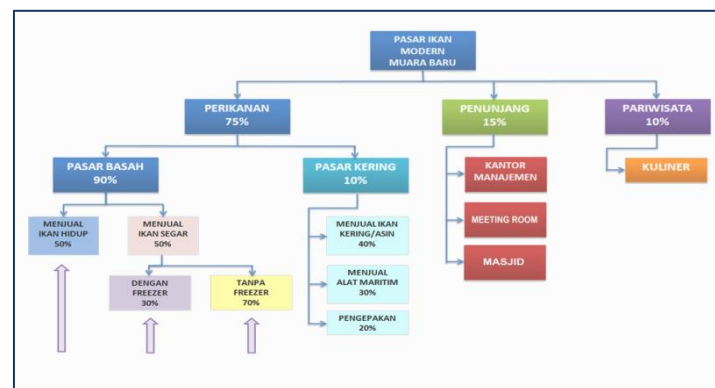 PASAR IKAN
MODERN
MUARA BARU
PERIKANAN
75%
PENUNJANG
15%
PARIWISATA
10%
PASAR BASAH
90%
PASAR KERING
10%
KANTOR
MANAJEMEN
KULINER
MENJUAL
IKAN HIDUP
50%
MENJUAL
IKAN SEGAR
50%
MENJUAL IKAN
KERING/ASIN
40%
MEETING ROOM
MASJID
DENGAN
FREEZER
30%
TANPA
FREEZER
70%
MENJUAL
ALAT MARITIM
30%
PENGEPAKAN
20%